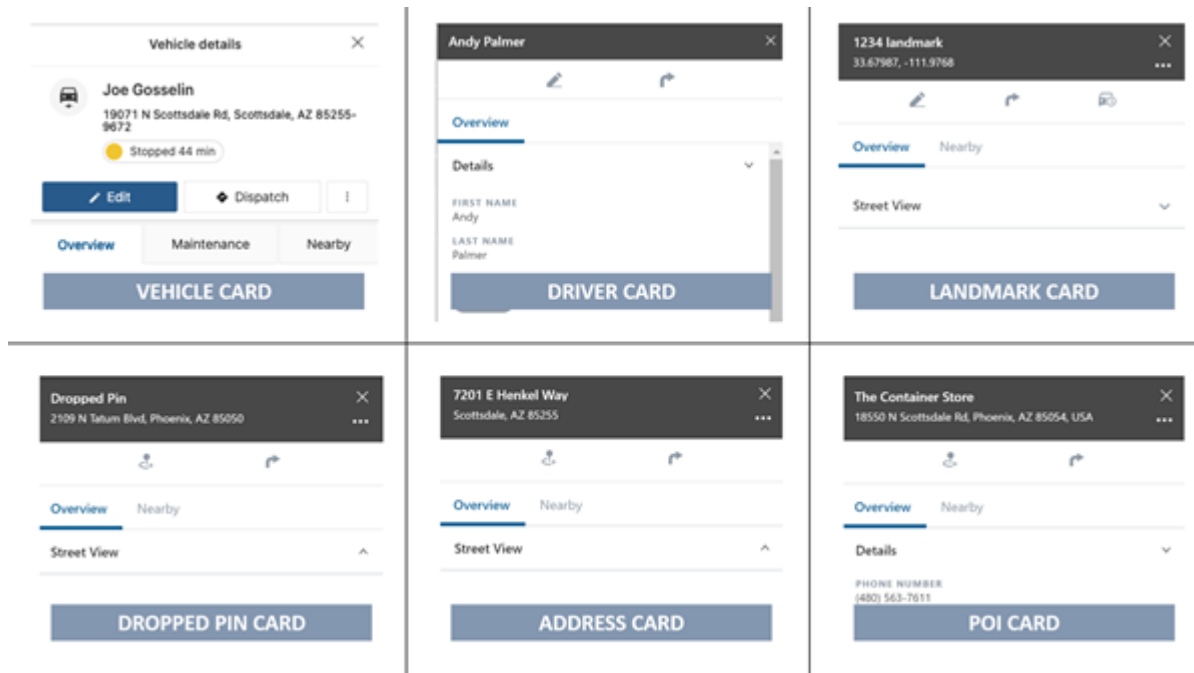 Vehicle details
Joe Gosselin
19071 N Scottsdale Rd, Scottsdale, AZ 85255-
9672
Stopped 44 min
Edit
Dispatch
Overview
Maintenance
Nearby
VEHICLE CARD
Andy Palmer
Overview
Details
FIRST NAME
Andy
LAST NAME
Palmer
DRIVER CARD
1234 landmark
33.67987, -111.9768
Overview
Nearby
Street View
LANDMARK CARD
Dropped Pin
2109 N Tatum Blvd, Phoenix, AZ 85050
Overview
Nearby
Street View
DROPPED PIN CARD
7201 E Henkel Way
Scottsdale, AZ 85255
Overview
Nearby
Street View
ADDRESS CARD
The Container Store
18550 N Scottsdale Rd, Phoenix, AZ 85054, USA
Overview
Nearby
Details
PHONE NUMBER
(480) 563-7611
POI CARD